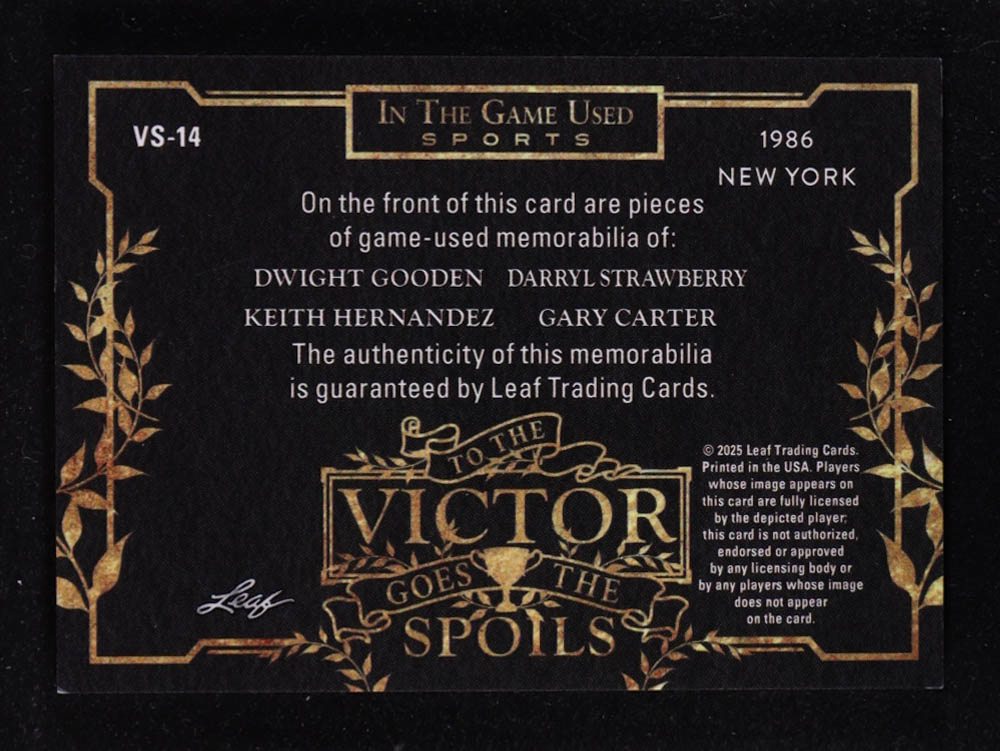 IN THE GAME USED
SPORTS
VS-14
1986
NEW YORK
On the front of this card are pieces
of game-used memorabilia of:
DWIGHT GOODEN DARRYL STRAWBERRY
KEITH HERNANDEZ GARY CARTER
The authenticity of this memorabilia
is guaranteed by Leaf Trading Cards.
TO THE
VICTOR
GOES THE
SPOILS
Leaf
© 2025 Leaf Trading Cards.
Printed in the USA. Players
whose image appears on
this card are fully licensed
by the depicted player;
this card is not authorized,
endorsed or approved
by any licensing body or
by any players whose image
does not appear
on the card.